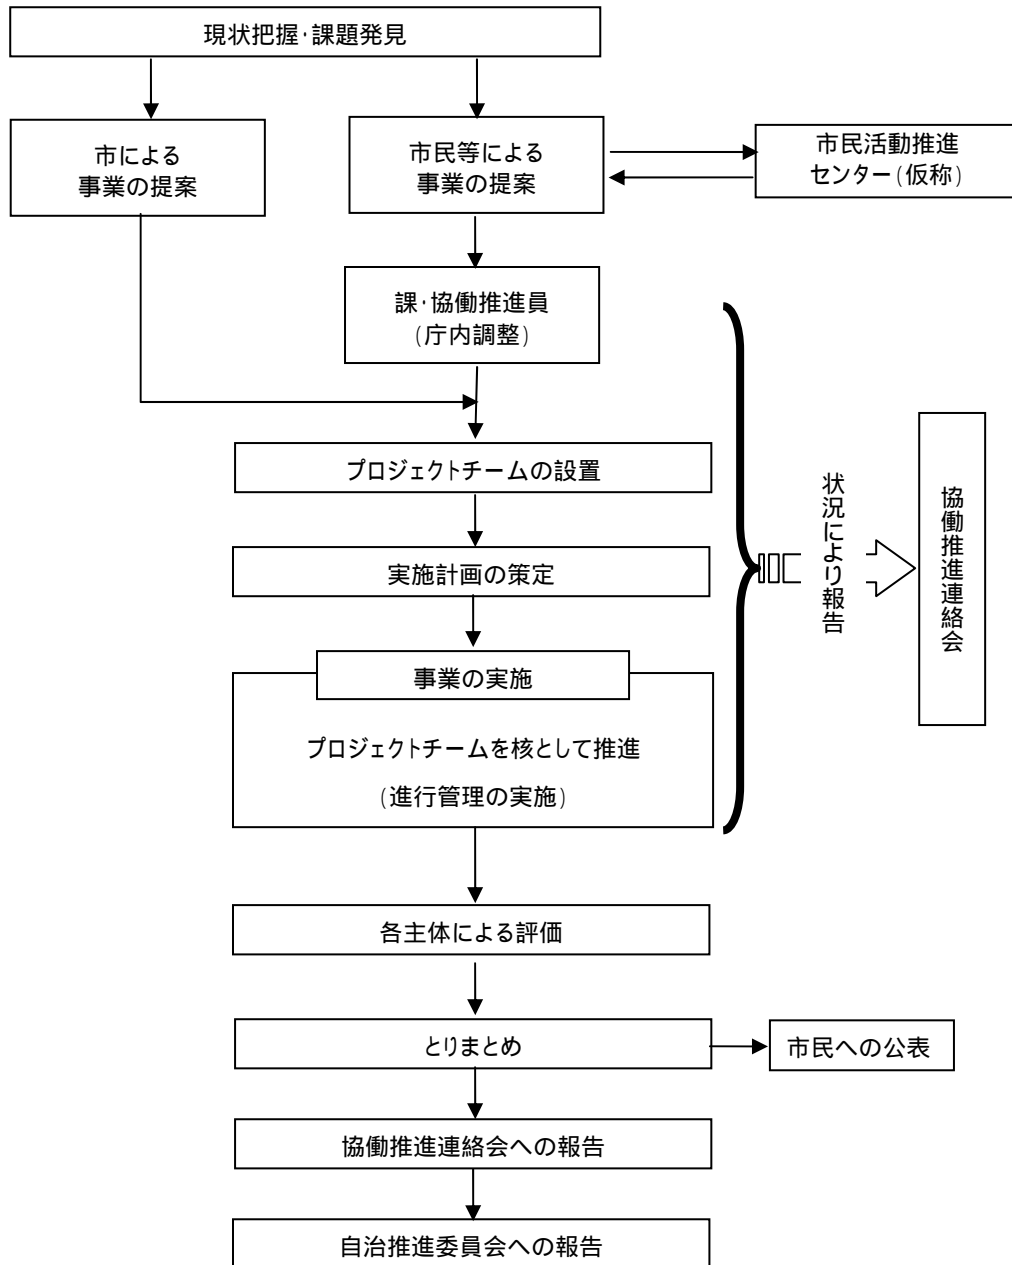 現状把握・課題発見
市による
事業の提案
市民等による
事業の提案
市民活動推進
センター(仮称)
課・協働推進員
(庁内調整)
プロジェクトチームの設置
実施計画の策定
事業の実施
プロジェクトチームを核として推進
(進行管理の実施)
状況により報告
協働推進連絡会
各主体による評価
とりまとめ
市民への公表
協働推進連絡会への報告
自治推進委員会への報告